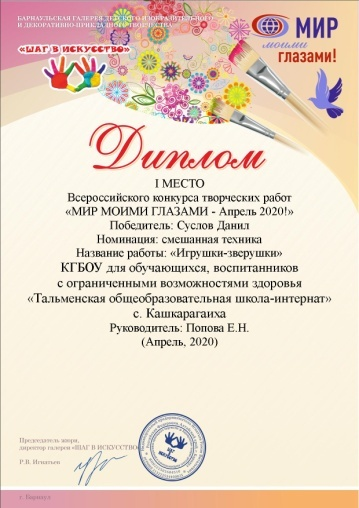 БАРНАУЛЬСКАЯ ГАЛЕРЕЯ ДЕТСКОГО ИЗОБРАЗИТЕЛЬНОГО
И ДЕКОРАТИВНО-ПРИКЛАДНОГО ТВОРЧЕСТВА
«ШАГ В ИСКУССТВО»
МИР
моими
глазами!
Диплом
I МЕСТО
Всероссийского конкурса творческих работ
«МИР МОИМИ ГЛАЗАМИ - Апрель 2020!»
Победитель: Суслов Данил
Номинация: смешанная техника
Название работы: «Игрушки-зверушки»
КГБОУ для обучающихся, воспитанников
с ограниченными возможностями здоровья
«Тальменская общеобразовательная школа-интернат»
с. Кашкарагаиха
Руководитель: Попова Е.Н.
(Апрель, 2020)
Председатель жюри,
директор галереи «ШАГ В ИСКУССТВО»
Р.В. Игнатьев
г. Барнаул